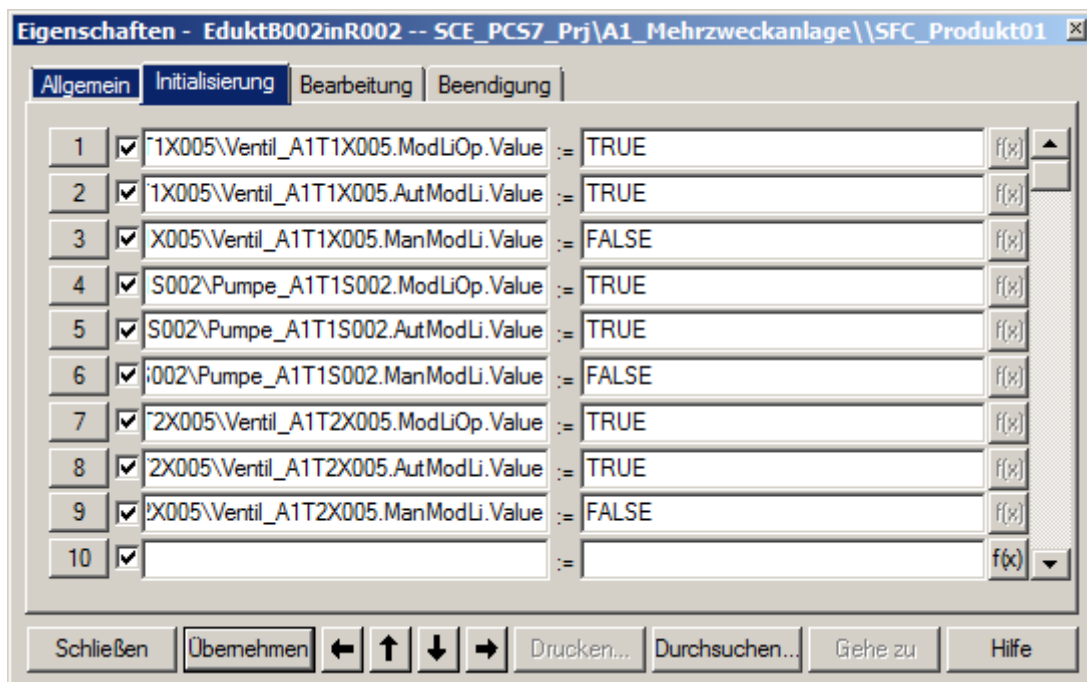 Eigenschaften - EduktB002inR002 -- SCE_PCS7_Prj\A1_Mehrzweckanlage\\SFC_Produkt01
Allgemein Initialisierung Bearbeitung Beendigung
1 T1X005\Ventil_A1T1X005.ModLiOp.Value := TRUE f(x)
2 1X005\Ventil_A1T1X005.AutModLi.Value := TRUE f(x)
3 X005\Ventil_A1T1X005.ManModLi.Value := FALSE f(x)
4 S002\Pumpe_A1T1S002.ModLiOp.Value := TRUE f(x)
5 S002\Pumpe_A1T1S002.AutModLi.Value := TRUE f(x)
6 002\Pumpe_A1T1S002.ManModLi.Value := FALSE f(x)
7 T2X005\Ventil_A1T2X005.ModLiOp.Value := TRUE f(x)
8 2X005\Ventil_A1T2X005.AutModLi.Value := TRUE f(x)
9 X005\Ventil_A1T2X005.ManModLi.Value := FALSE f(x)
10 := f(x)
Schließen Übernehmen Drucken... Durchsuchen... Gehe zu Hilfe